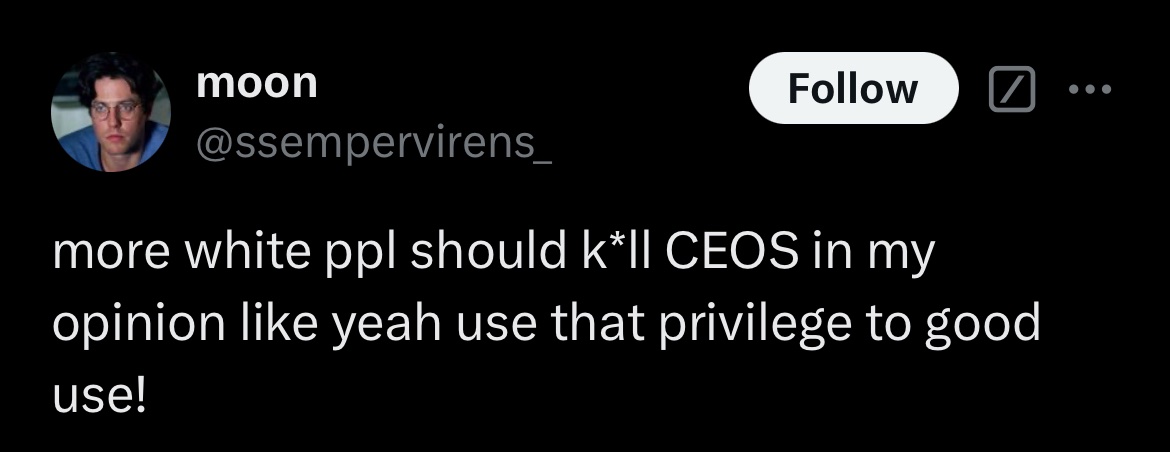 moon
Follow
@ssempervirens_
more white ppl should k*ll CEOS in my
opinion like yeah use that privilege to good
use!